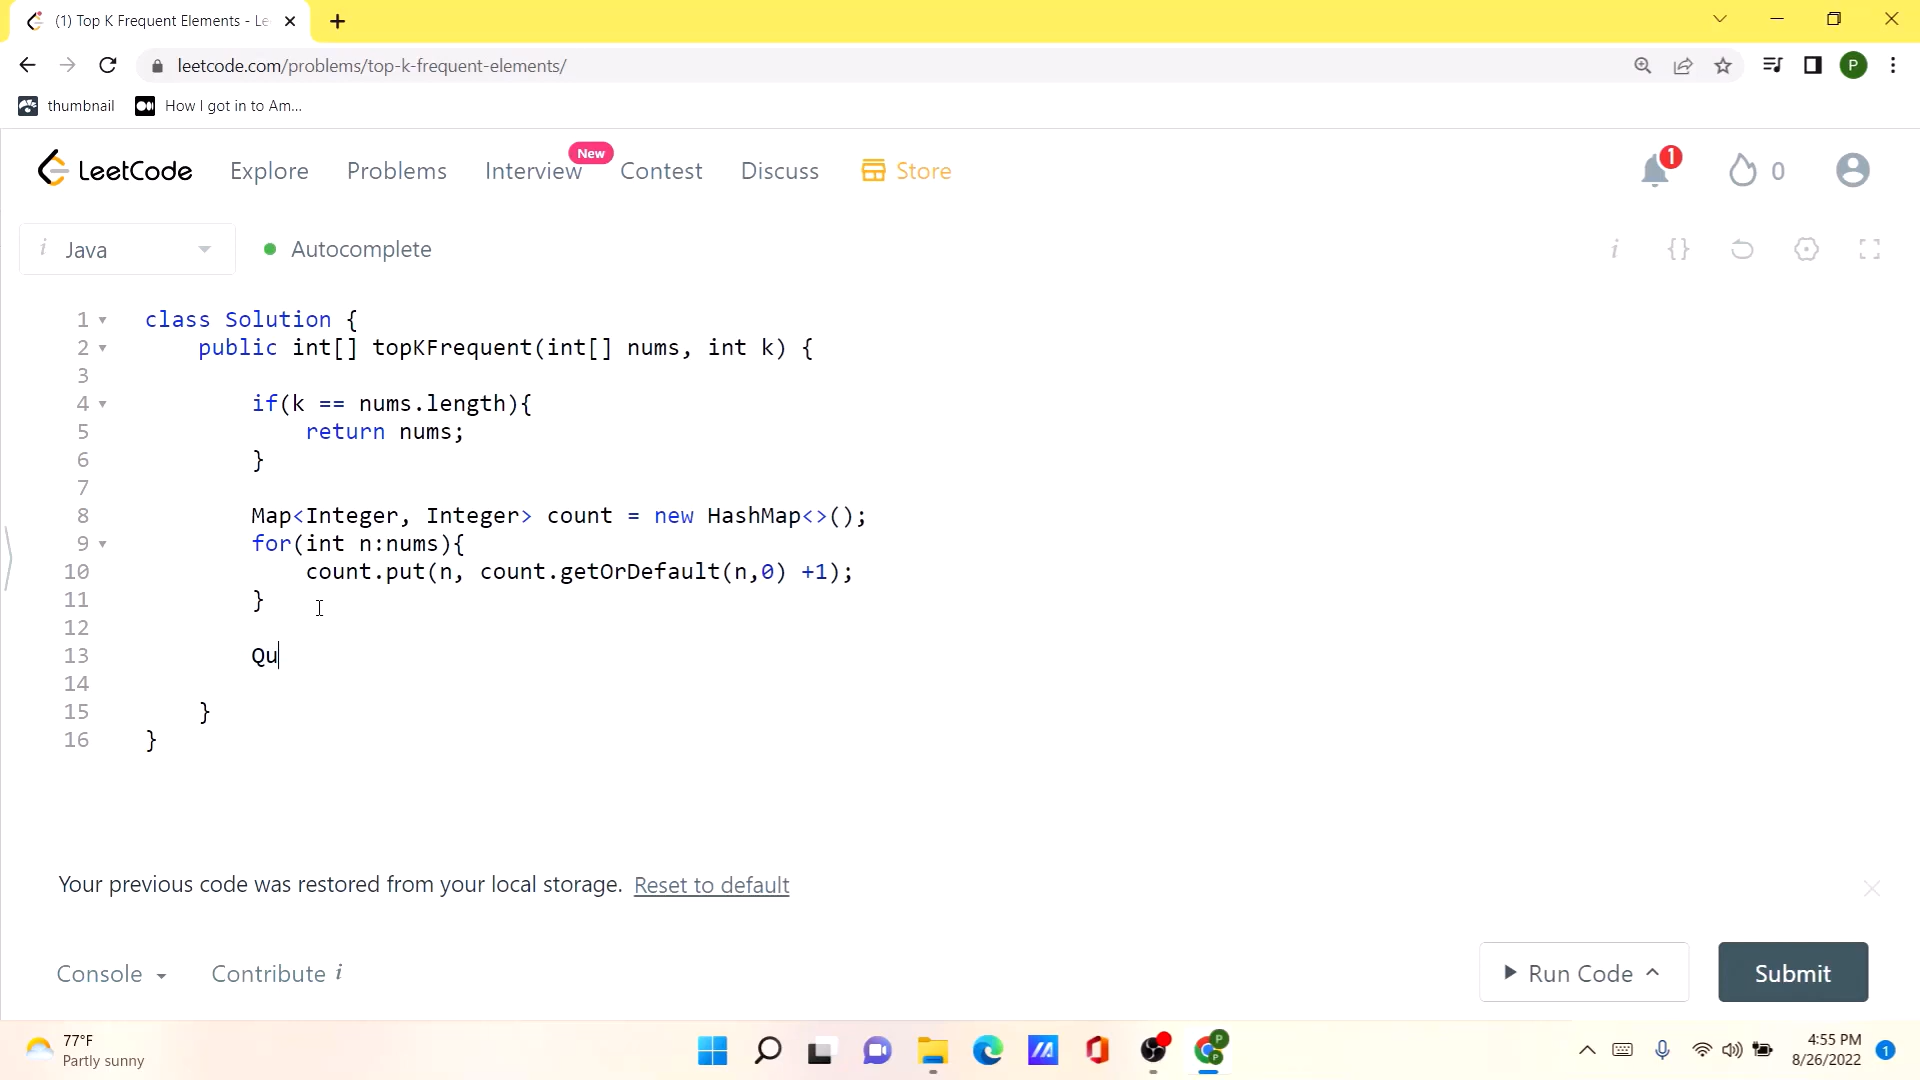 (1) Top K Frequent Elements - Le
leetcode.com/problems/top-k-frequent-elements/
P
thumbnail
How I got in to Am...
LeetCode
Explore
Problems
Interview
New
Contest
Discuss
Store
1
0
i Java
Autocomplete
i {}
1 class Solution {
2 public int[] topKFrequent(int[] nums, int k) {
3
4 if(k == nums.length){
5 return nums;
6 }
7
8 Map<Integer, Integer> count = new HashMap<>();
9 for(int n:nums){
10 count.put(n, count.getOrDefault(n,0) +1);
11 }
12
13 Qu
14
15 }
16 }
Your previous code was restored from your local storage. Reset to default
Console
Contribute i
Run Code
Submit
77°F
Partly sunny
P
P
4:55 PM
8/26/2022
1